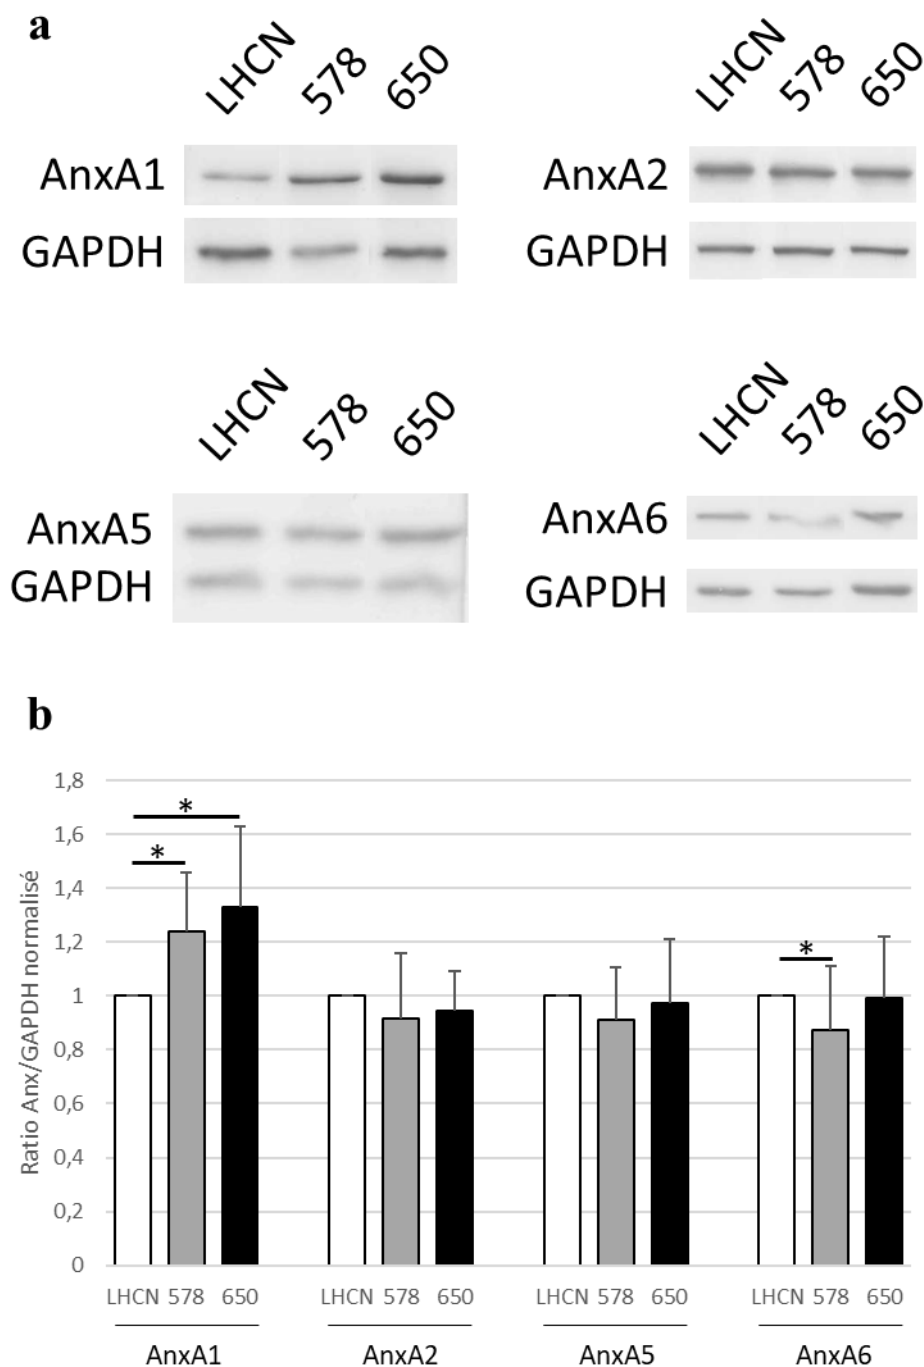 a
LHCN 578 650
AnxA1
GAPDH
LHCN 578 650
AnxA2
GAPDH
LHCN 578 650
AnxA5
GAPDH
LHCN 578 650
AnxA6
GAPDH
b
Ratio Anx/GAPDH normalisé
1,8
1,6
1,4
1,2
1
0,8
0,6
0,4
0,2
0
*
*
*
LHCN 578 650 LHCN 578 650 LHCN 578 650 LHCN 578 650
AnxA1 AnxA2 AnxA5 AnxA6